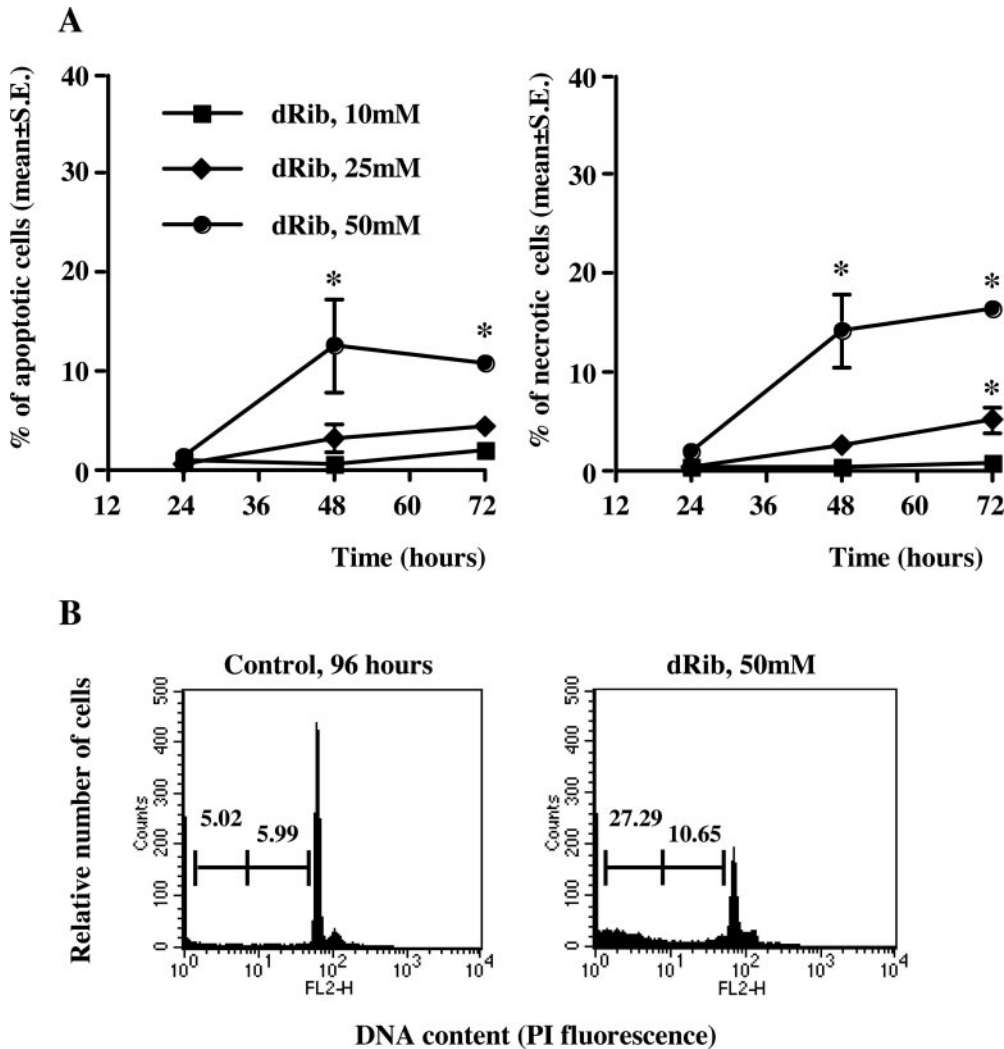 A
% of apoptotic cells (mean±S.E.)
40
30
20
10
0
dRib, 10mM
dRib, 25mM
dRib, 50mM
*
*
12 24 36 48 60 72
Time (hours)
% of necrotic cells (mean±S.E.)
40
30
20
10
0
*
*
*
12 24 36 48 60 72
Time (hours)
B
Relative number of cells
Control, 96 hours
Counts
500
400
300
200
100
0
5.02
5.99
10^0 10^1 10^2 10^3 10^4
FL2-H
dRib, 50mM
Counts
500
400
300
200
100
0
27.29
10.65
10^0 10^1 10^2 10^3 10^4
FL2-H
DNA content (PI fluorescence)